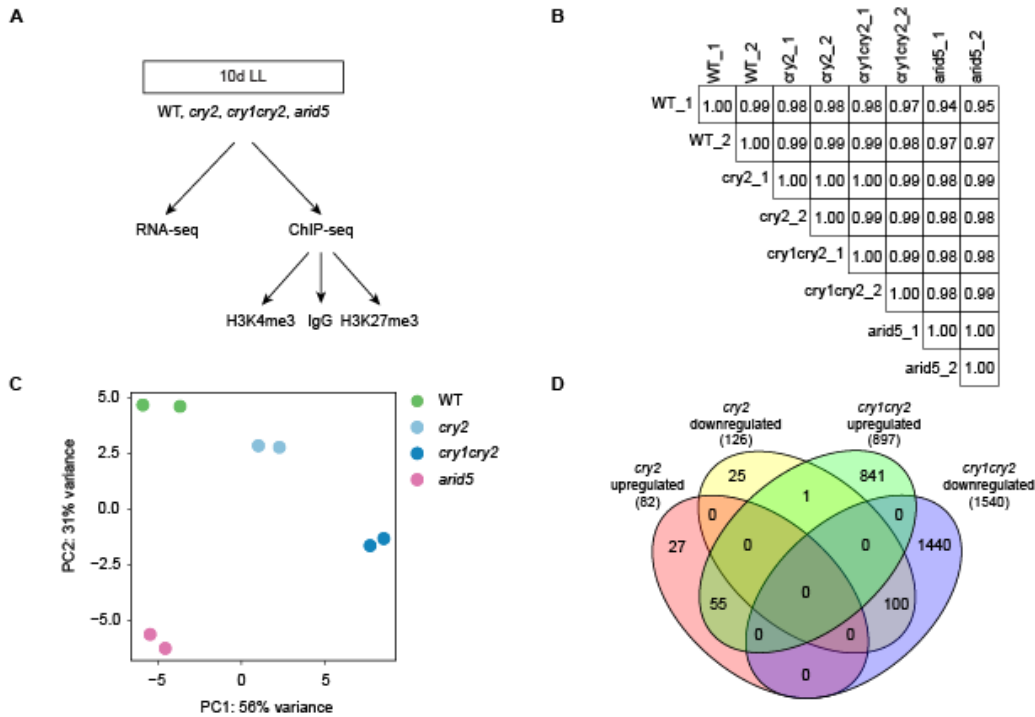 A
10d LL
WT, cry2, cry1cry2, arid5
RNA-seq
ChIP-seq
H3K4me3 IgG H3K27me3
B
WT_1 WT_2 cry2_1 cry2_2 cry1cry2_1 cry1cry2_2 arid5_1 arid5_2
WT_1 1.00 0.99 0.98 0.98 0.98 0.97 0.94 0.95
WT_2 1.00 0.99 0.99 0.99 0.98 0.97 0.97
cry2_1 1.00 1.00 1.00 0.99 0.98 0.99
cry2_2 1.00 0.99 0.99 0.98 0.98
cry1cry2_1 1.00 0.99 0.98 0.98
cry1cry2_2 1.00 0.98 0.99
arid5_1 1.00 1.00
arid5_2 1.00
C
5.0
2.5
0.0
−2.5
−5.0
PC2: 31% variance
−5 0 5
PC1: 56% variance
WT
cry2
cry1cry2
arid5
D
cry2
upregulated
(82)
cry2
downregulated
(126)
cry1cry2
upregulated
(897)
cry1cry2
downregulated
(1540)
25
841
1
0
0
27
0
0
1440
0
55
100
0
0
0